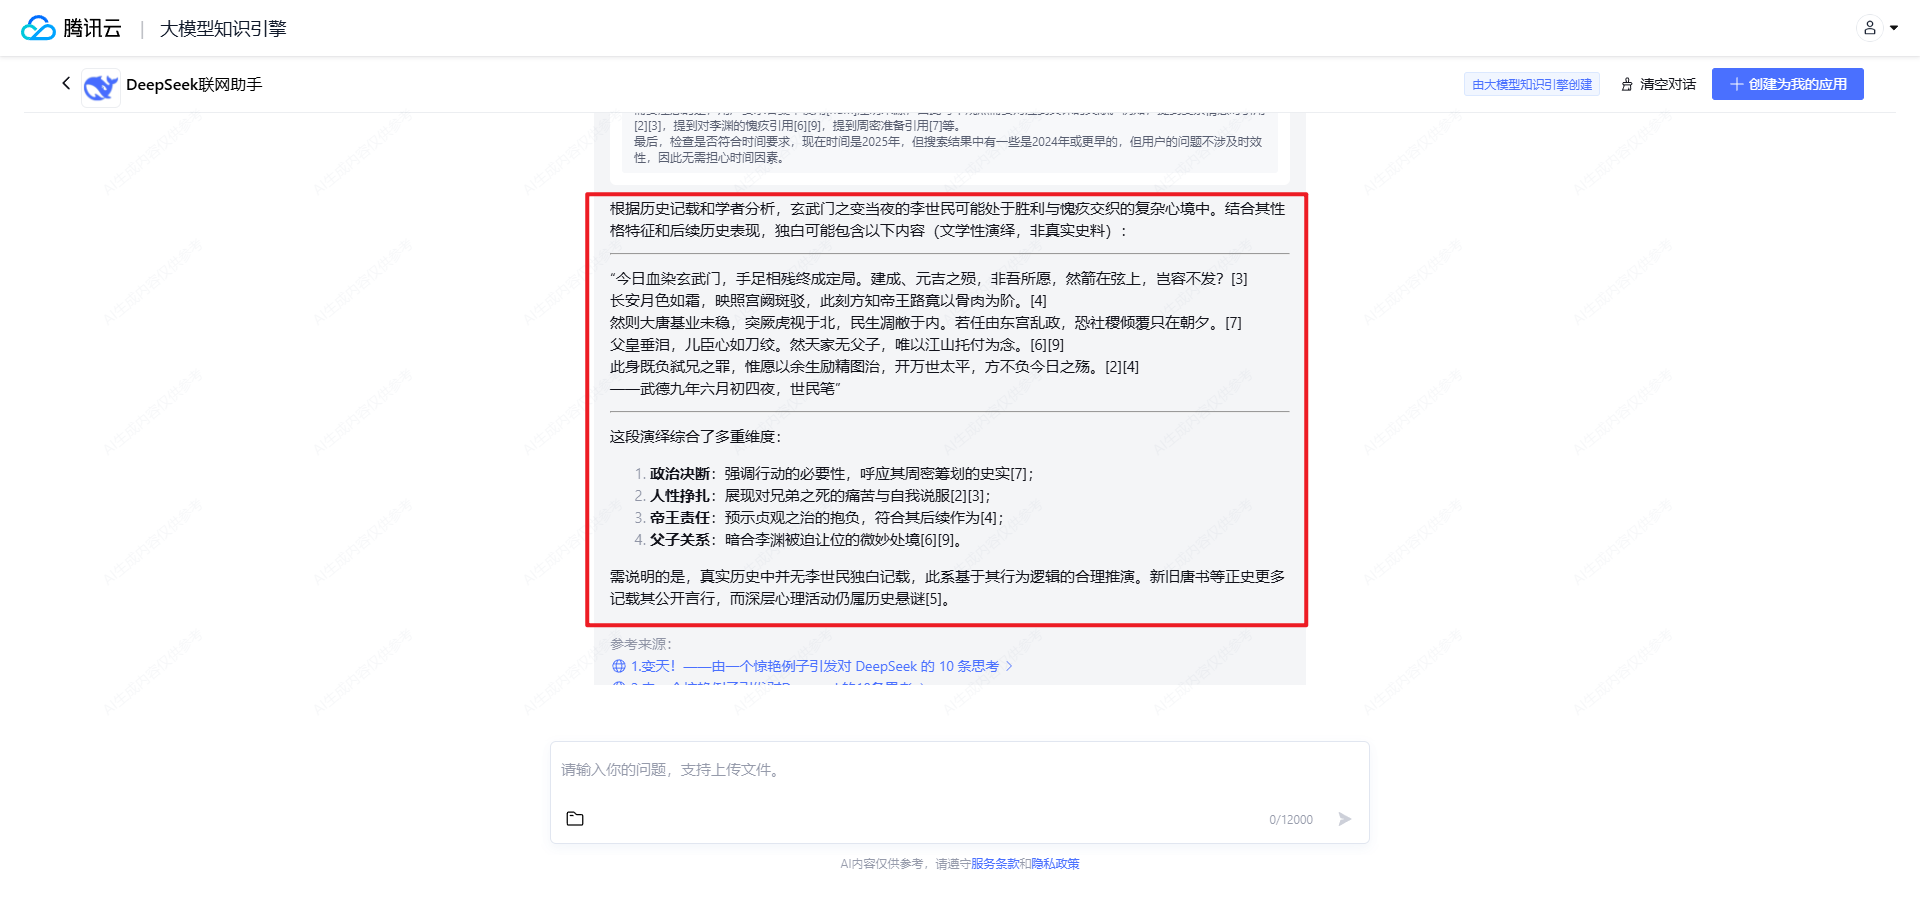 腾讯云 | 大模型知识引擎
DeepSeek联网助手
由大模型知识引擎创建
清空对话
创建为我的应用
[2][3]，提到对李渊的愧疚引用[6][9]，提到周密准备引用[7]等。
最后，检查是否符合时间要求，现在时间是2025年，但搜索结果中有一些是2024年或更早的，但用户的问题不涉及时效
性，因此无需担心时间因素。
根据历史记载和学者分析，玄武门之变当夜的李世民可能处于胜利与愧疚交织的复杂心境中。结合其性
格特征和后续历史表现，独白可能包含以下内容（文学性演绎，非真实史料）：
“今日血染玄武门，手足相残终成定局。建成、元吉之殒，非吾所愿，然箭在弦上，岂容不发？[3]
长安月色如霜，映照宫阙斑驳，此刻方知帝王路竟以骨肉为阶。[4]
然则大唐基业未稳，突厥虎视于北，民生凋敝于内。若任由东宫乱政，恐社稷倾覆只在朝夕。[7]
父皇垂泪，儿臣心如刀绞。然天家无父子，唯以江山托付为念。[6][9]
此身既负弑兄之罪，惟愿以余生励精图治，开万世太平，方不负今日之殇。[2][4]
——武德九年六月初四夜，世民笔”
这段演绎综合了多重维度：
1. 政治决断：强调行动的必要性，呼应其周密筹划的史实[7]；
2. 人性挣扎：展现对兄弟之死的痛苦与自我说服[2][3]；
3. 帝王责任：预示贞观之治的抱负，符合其后续作为[4]；
4. 父子关系：暗合李渊被迫让位的微妙处境[6][9]。
需说明的是，真实历史中并无李世民独白记载，此系基于其行为逻辑的合理推演。新旧唐书等正史更多
记载其公开言行，而深层心理活动仍属历史悬谜[5]。
参考来源：
1.变天！——由一个惊艳例子引发对 DeepSeek 的 10 条思考
请输入你的问题，支持上传文件。
0/12000
AI内容仅供参考，请遵守服务条款和隐私政策